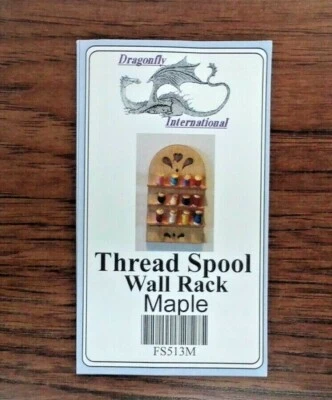 Dragonfly
International
Thread Spool
Wall Rack
Maple
FS513M